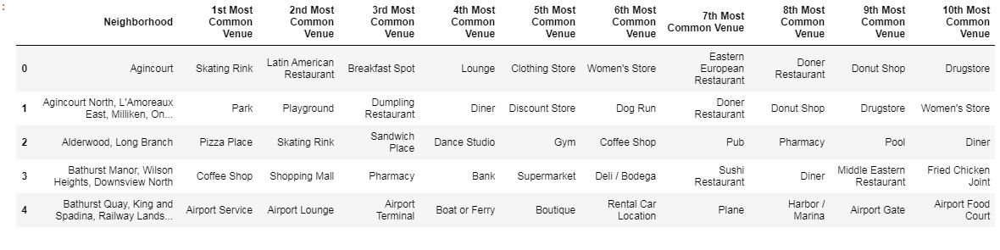 :
Neighborhood 1st Most Common Venue 2nd Most Common Venue 3rd Most Common Venue 4th Most Common Venue 5th Most Common Venue 6th Most Common Venue 7th Most Common Venue 8th Most Common Venue 9th Most Common Venue 10th Most Common Venue
0 Agincourt Skating Rink Latin American Restaurant Breakfast Spot Lounge Clothing Store Women's Store Eastern European Restaurant Doner Restaurant Donut Shop Drugstore
1 Agincourt North, L'Amoreaux East, Milliken, On... Park Playground Dumpling Restaurant Diner Discount Store Dog Run Doner Restaurant Donut Shop Drugstore Women's Store
2 Alderwood, Long Branch Pizza Place Skating Rink Sandwich Place Dance Studio Gym Coffee Shop Pub Pharmacy Pool Diner
3 Bathurst Manor, Wilson Heights, Downsview North Coffee Shop Shopping Mall Pharmacy Bank Supermarket Deli / Bodega Sushi Restaurant Diner Middle Eastern Restaurant Fried Chicken Joint
4 Bathurst Quay, King and Spadina, Railway Lands... Airport Service Airport Lounge Airport Terminal Boat or Ferry Boutique Rental Car Location Plane Harbor / Marina Airport Gate Airport Food Court